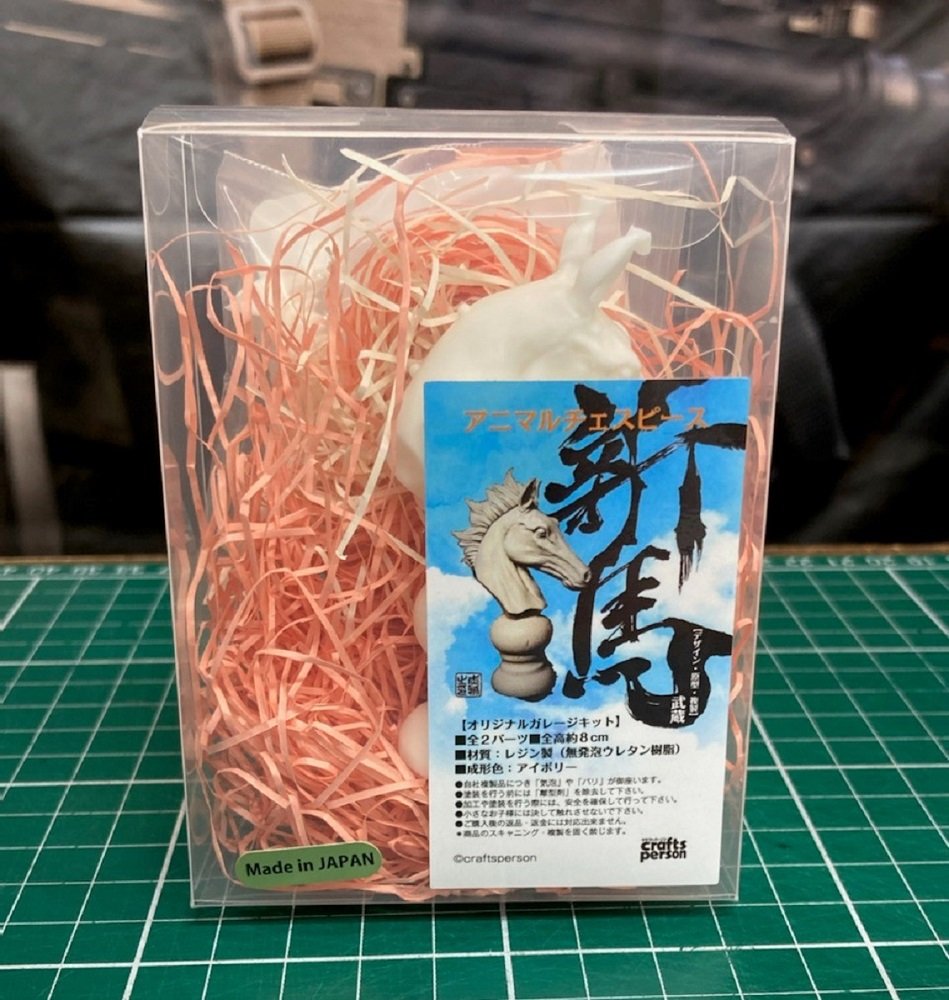 アニマルチェスピース
新馬
【デザイン・原型・複製】
武蔵
【オリジナルガレージキット】
■全2パーツ■全高約8cm
■材質：レジン製（無発泡ウレタン樹脂）
■成形色：アイボリー
●自社複製品につき「気泡」や「バリ」が御座います。
●塗装を行う前には「離型剤」を除去して下さい。
●加工や塗装を行う際には、安全を確保して行って下さい。
●小さなお子様には決して触れさせないで下さい。
●ご購入後の返品・返金には対応出来ません。
＊商品のスキャニング・複製を固く禁じます。
©craftsperson
crafts
person
Made in JAPAN